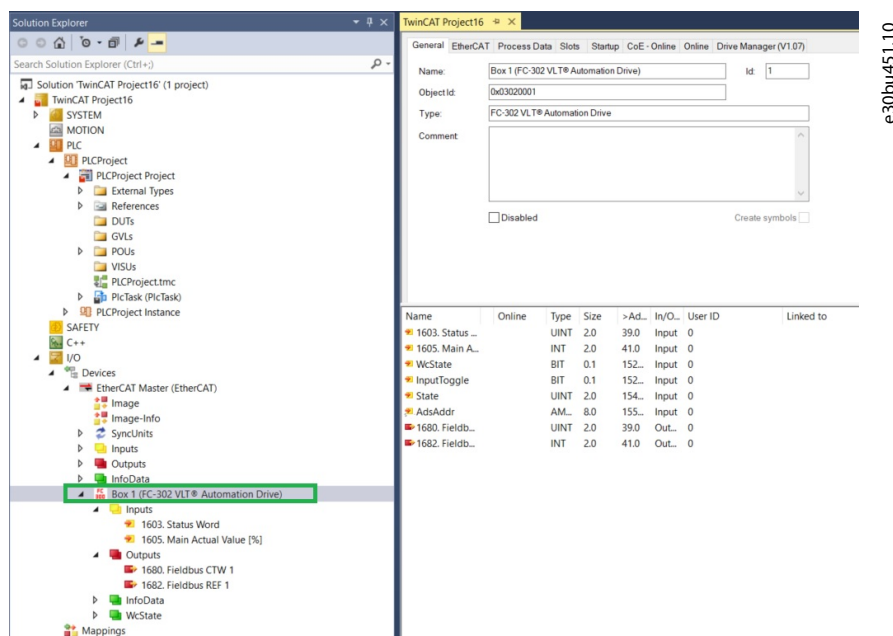 Solution Explorer
Search Solution Explorer (Ctrl+;)
Solution 'TwinCAT Project16' (1 project)
TwinCAT Project16
SYSTEM
MOTION
PLC
PLCProject
PLCProject Project
External Types
References
DUTs
GVLs
POUs
VISUs
PLCProject.tmc
PlcTask (PlcTask)
PLCProject Instance
SAFETY
C++
I/O
Devices
EtherCAT Master (EtherCAT)
Image
Image-Info
SyncUnits
Inputs
Outputs
InfoData
Box 1 (FC-302 VLT® Automation Drive)
Inputs
1603. Status Word
1605. Main Actual Value [%]
Outputs
1680. Fieldbus CTW 1
1682. Fieldbus REF 1
InfoData
WcState
Mappings
TwinCAT Project16
General EtherCAT Process Data Slots Startup CoE - Online Online Drive Manager (V1.07)
Name: Box 1 (FC-302 VLT® Automation Drive) Id: 1
Object Id: 0x03020001
Type: FC-302 VLT® Automation Drive
Comment:
Disabled Create symbols
Name Online Type Size >Ad... In/O... User ID Linked to
1603. Status ... UINT 2.0 39.0 Input 0
1605. Main A... INT 2.0 41.0 Input 0
WcState BIT 0.1 152... Input 0
InputToggle BIT 0.1 152... Input 0
State UINT 2.0 154... Input 0
AdsAddr AM... 8.0 155... Input 0
1680. Fieldb... UINT 2.0 39.0 Out... 0
1682. Fieldb... INT 2.0 41.0 Out... 0
e30bu451.10